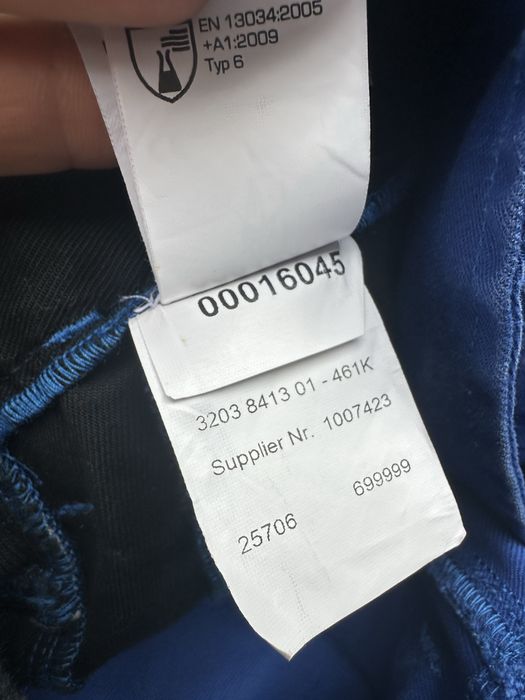 EN 13034:2005
+A1:2009
Typ 6
00016045
3203 8413 01 - 461K
Supplier Nr. 1007423
25706 699999